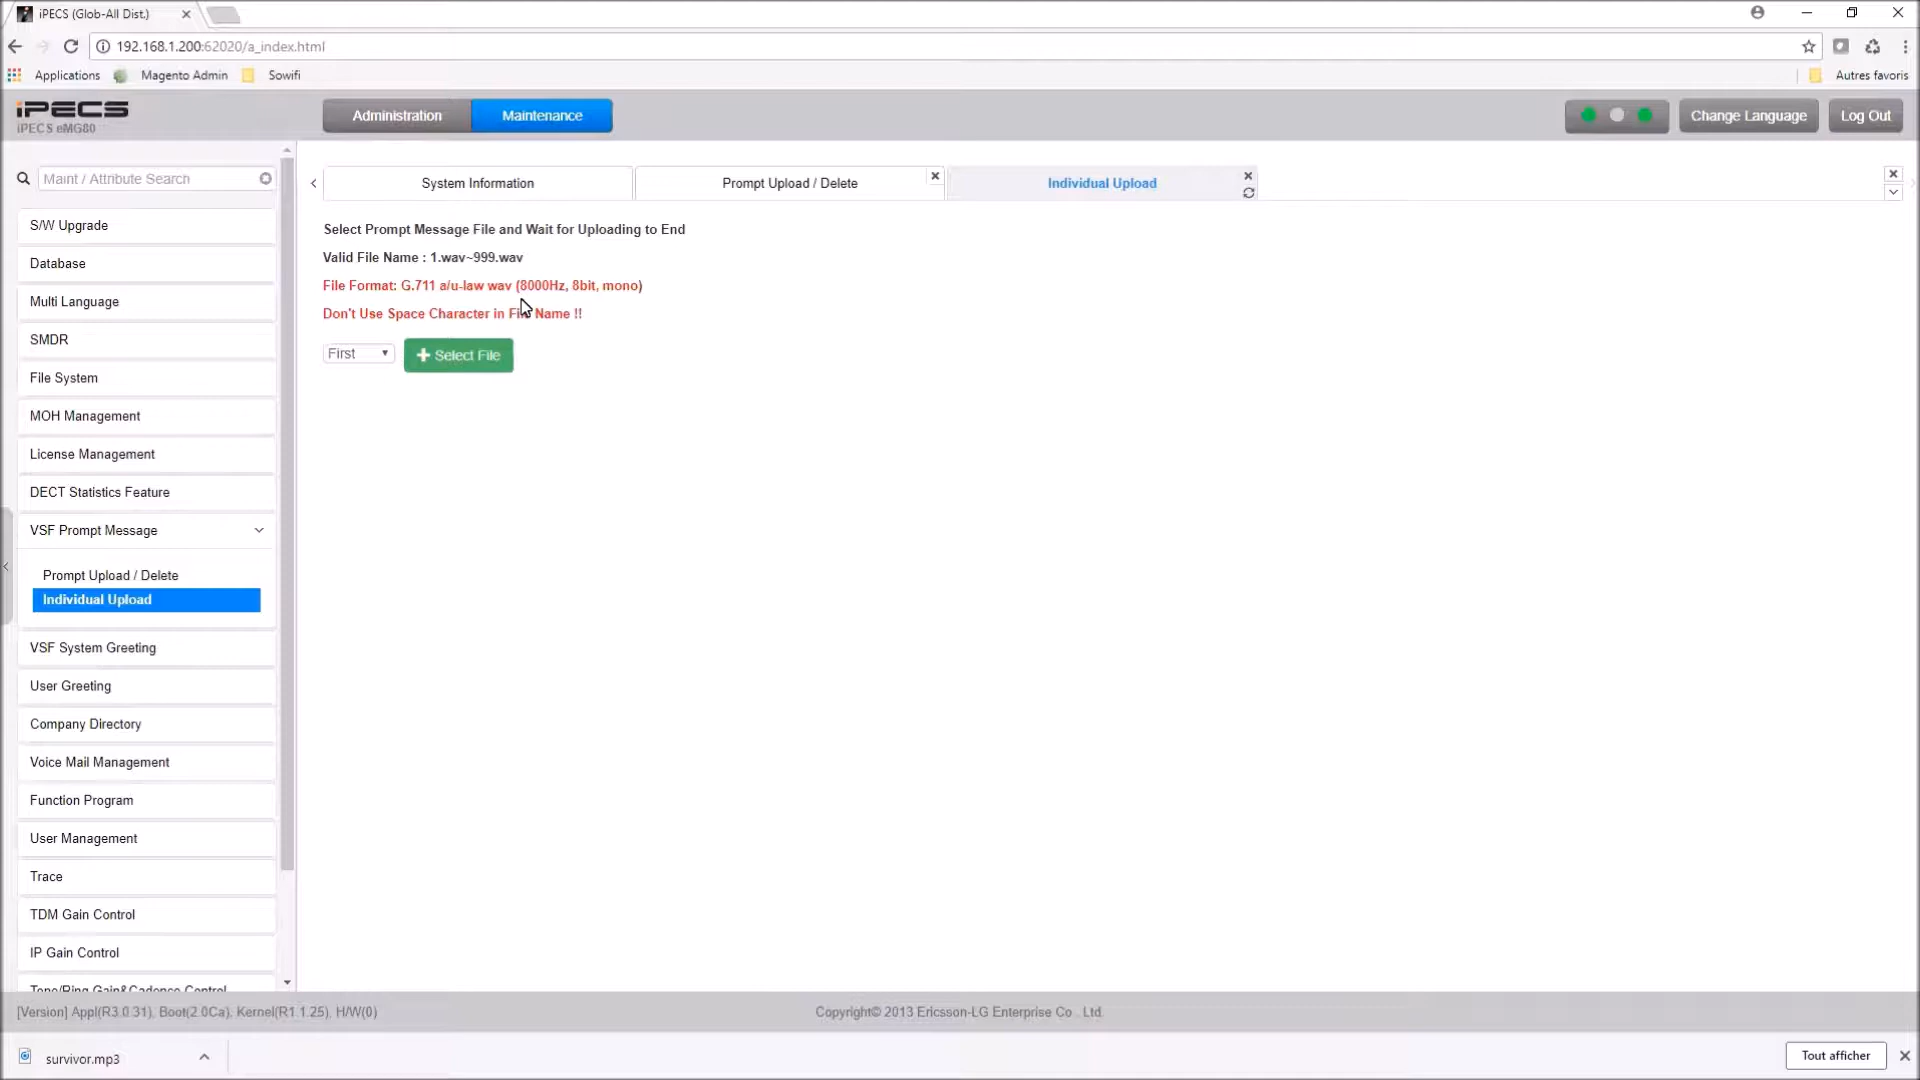 iPECS (Glob-All Dist.)
192.168.1.200:62020/a_index.html
Applications
Magento Admin
Sowifi
Autres favoris
iPECS
iPECS eMG80
Administration
Maintenance
Change Language
Log Out
Maint / Attribute Search
System Information
Prompt Upload / Delete
Individual Upload
Select Prompt Message File and Wait for Uploading to End
Valid File Name : 1.wav~999.wav
File Format: G.711 a/u-law wav (8000Hz, 8bit, mono)
Don't Use Space Character in File Name !!
First
Select File
S/W Upgrade
Database
Multi Language
SMDR
File System
MOH Management
License Management
DECT Statistics Feature
VSF Prompt Message
Prompt Upload / Delete
Individual Upload
VSF System Greeting
User Greeting
Company Directory
Voice Mail Management
Function Program
User Management
Trace
TDM Gain Control
IP Gain Control
Tone/Ring Gain&Cadence Control
[Version] Appl(R3.0.31), Boot(2.0Ca), Kernel(R1.1.25), H/W(0)
Copyright© 2013 Ericsson-LG Enterprise Co . Ltd.
survivor.mp3
Tout afficher